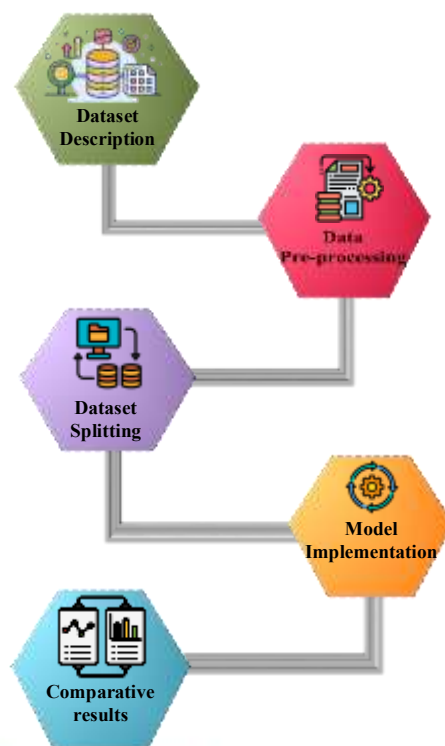 Dataset
Description
Data
Pre-processing
Dataset
Splitting
Model
Implementation
Comparative
results